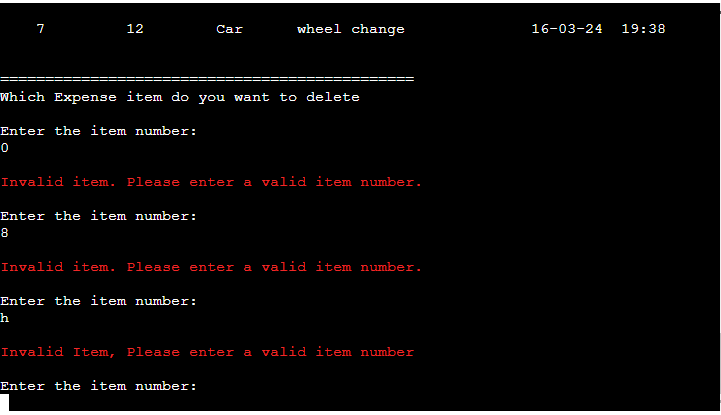 7 12 Car wheel change 16-03-24 19:38
==============================================
Which Expense item do you want to delete
Enter the item number:
0
Invalid item. Please enter a valid item number.
Enter the item number:
8
Invalid item. Please enter a valid item number.
Enter the item number:
h
Invalid Item, Please enter a valid item number
Enter the item number: